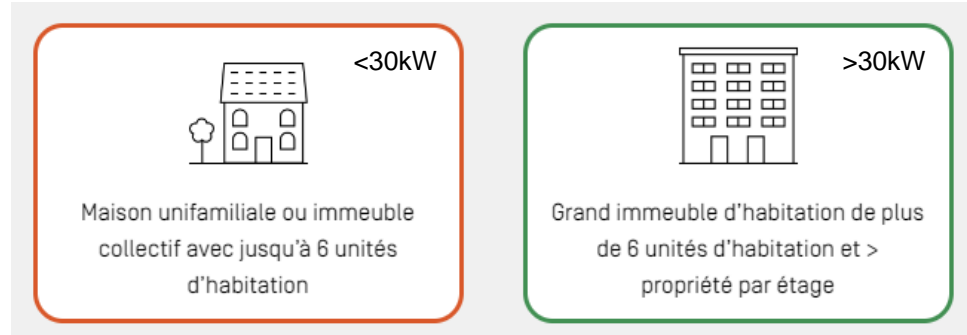 <30kW
Maison unifamiliale ou immeuble
collectif avec jusqu'à 6 unités
d'habitation
>30kW
Grand immeuble d'habitation de plus
de 6 unités d'habitation et >
propriété par étage